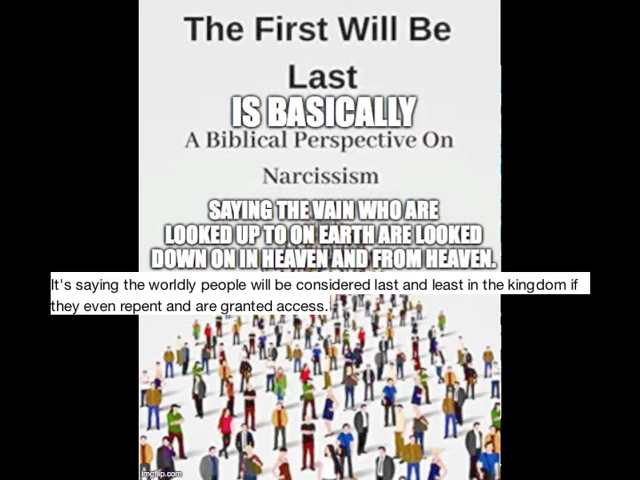 The First Will Be
Last
IS BASICALLY
A Biblical Perspective On
Narcissism
SAYING THE VAIN WHO ARE
LOOKED UP TO ON EARTH ARE LOOKED
DOWN ON IN HEAVEN AND FROM HEAVEN.
It's saying the worldly people will be considered last and least in the kingdom if
they even repent and are granted access.
imgflip.com